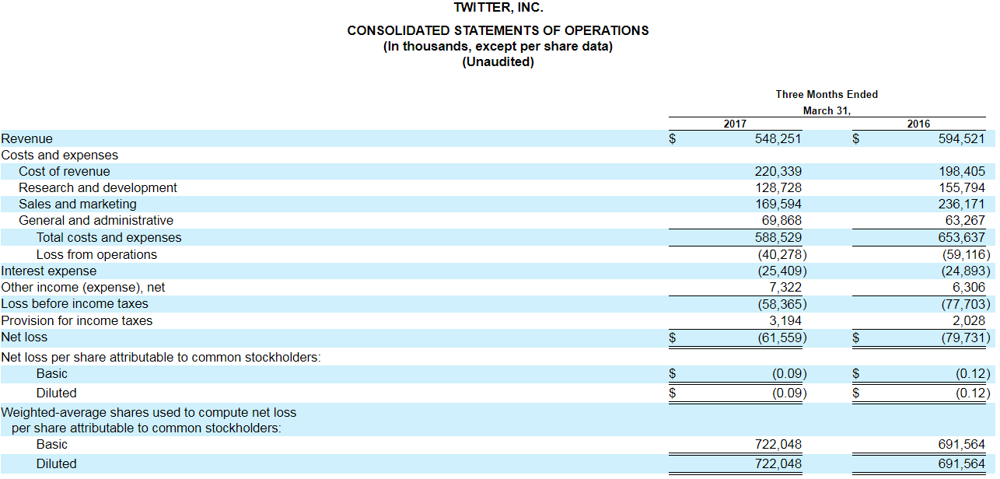 TWITTER, INC.
CONSOLIDATED STATEMENTS OF OPERATIONS
(In thousands, except per share data)
(Unaudited)
Three Months Ended
March 31,
2017 2016
Revenue $ 548,251 $ 594,521
Costs and expenses
Cost of revenue 220,339 198,405
Research and development 128,728 155,794
Sales and marketing 169,594 236,171
General and administrative 69,868 63,267
Total costs and expenses 588,529 653,637
Loss from operations (40,278) (59,116)
Interest expense (25,409) (24,893)
Other income (expense), net 7,322 6,306
Loss before income taxes (58,365) (77,703)
Provision for income taxes 3,194 2,028
Net loss $ (61,559) $ (79,731)
Net loss per share attributable to common stockholders:
Basic $ (0.09) $ (0.12)
Diluted $ (0.09) $ (0.12)
Weighted-average shares used to compute net loss
per share attributable to common stockholders:
Basic 722,048 691,564
Diluted 722,048 691,564